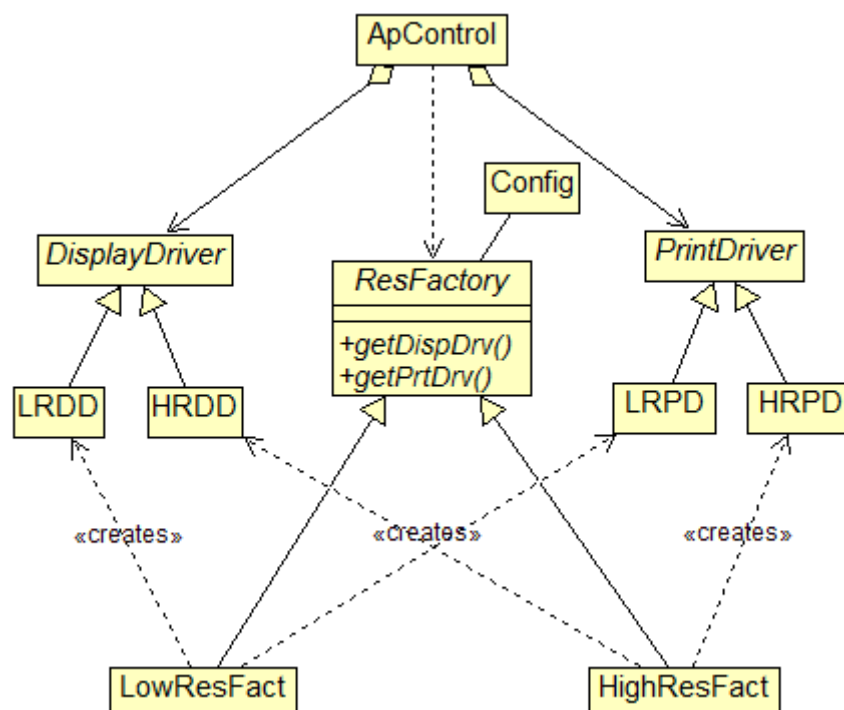 ApControl
Config
DisplayDriver
ResFactory
PrintDriver
+getDispDrv()
+getPrtDrv()
LRDD
HRDD
LRPD
HRPD
«creates»
«creates»
«creates»
LowResFact
HighResFact